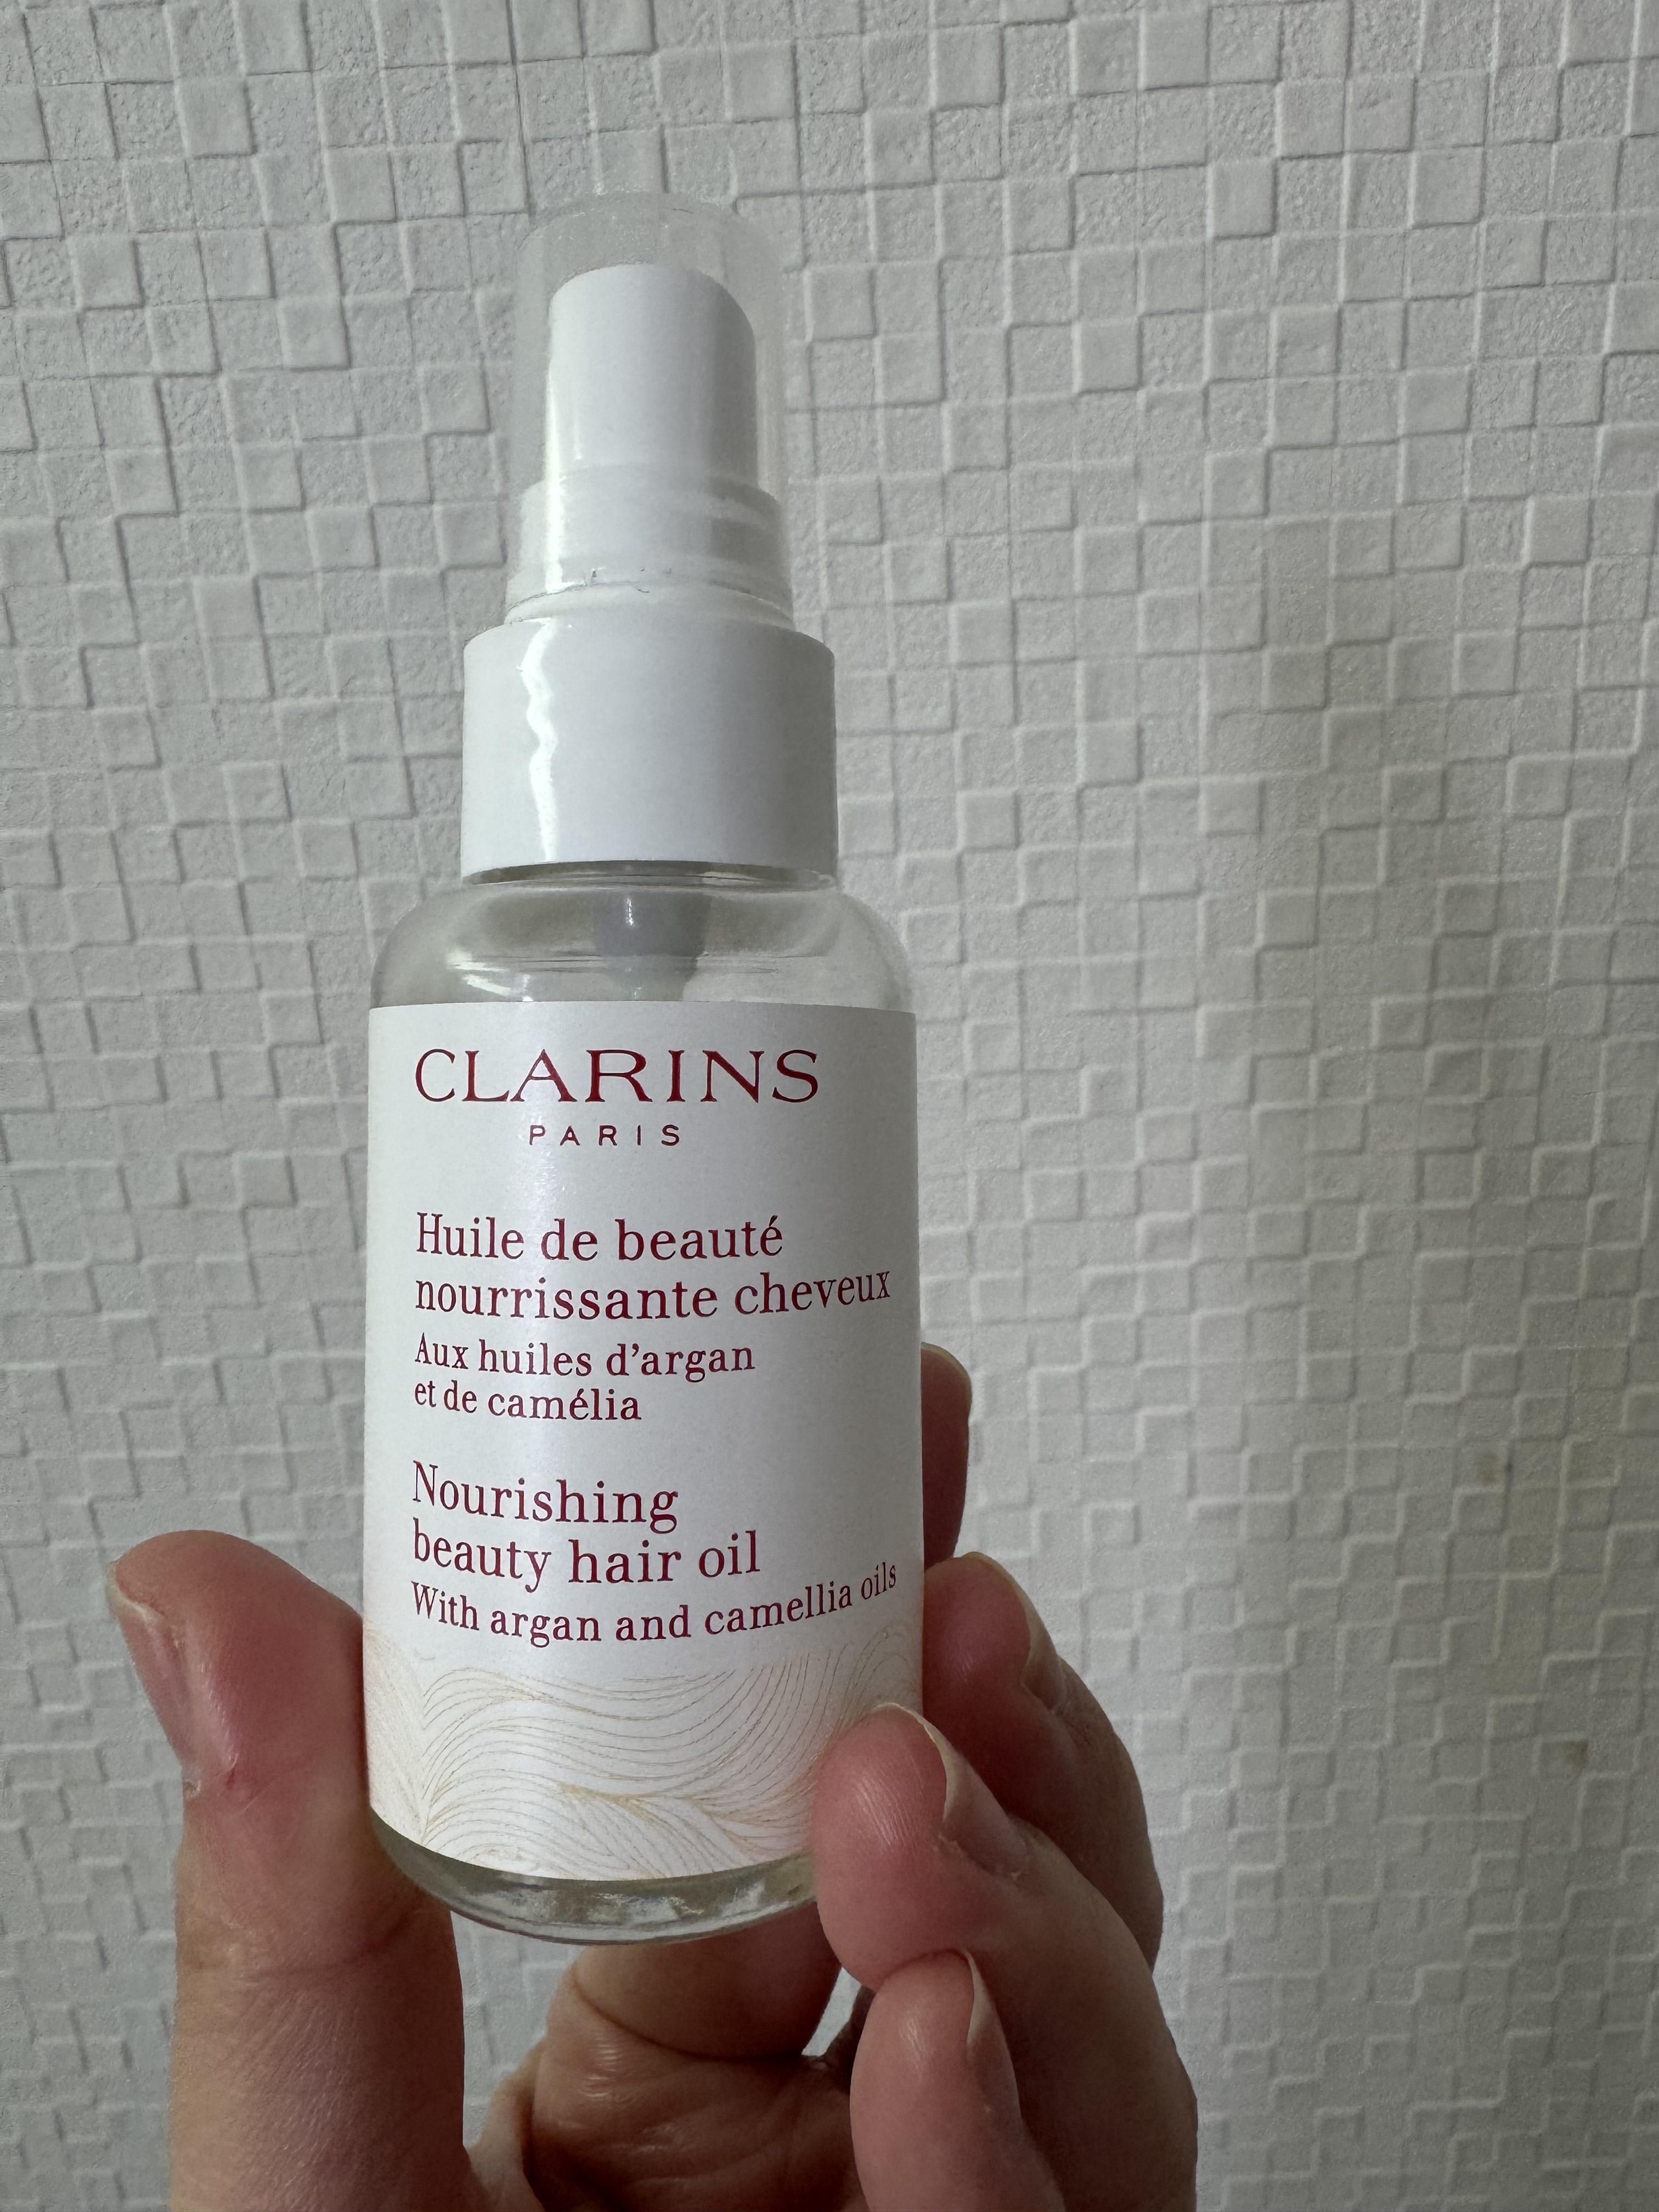 CLARINS
PARIS
Huile de beauté
nourrissante cheveux
Aux huiles d'argan
et de camélia
Nourishing
beauty hair oil
With argan and camellia oils